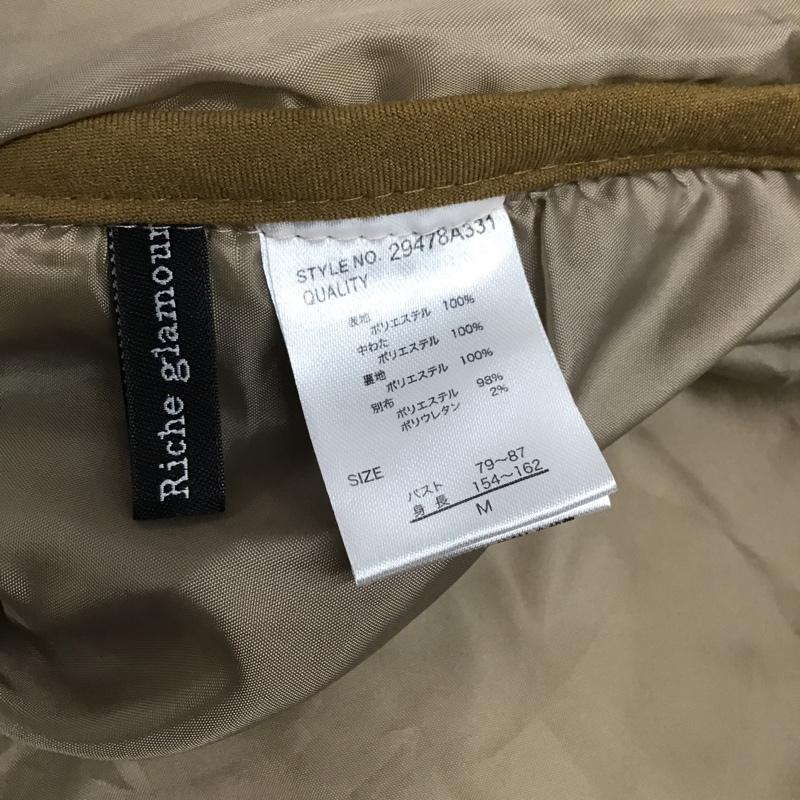 Riche glamour
STYLE NO. 29478A331
QUALITY
表地
ポリエステル 100%
中わた
ポリエステル 100%
裏地
ポリエステル 100%
別布
ポリエステル 98%
ポリウレタン 2%
SIZE
バスト 79〜87
身長 154〜162
M